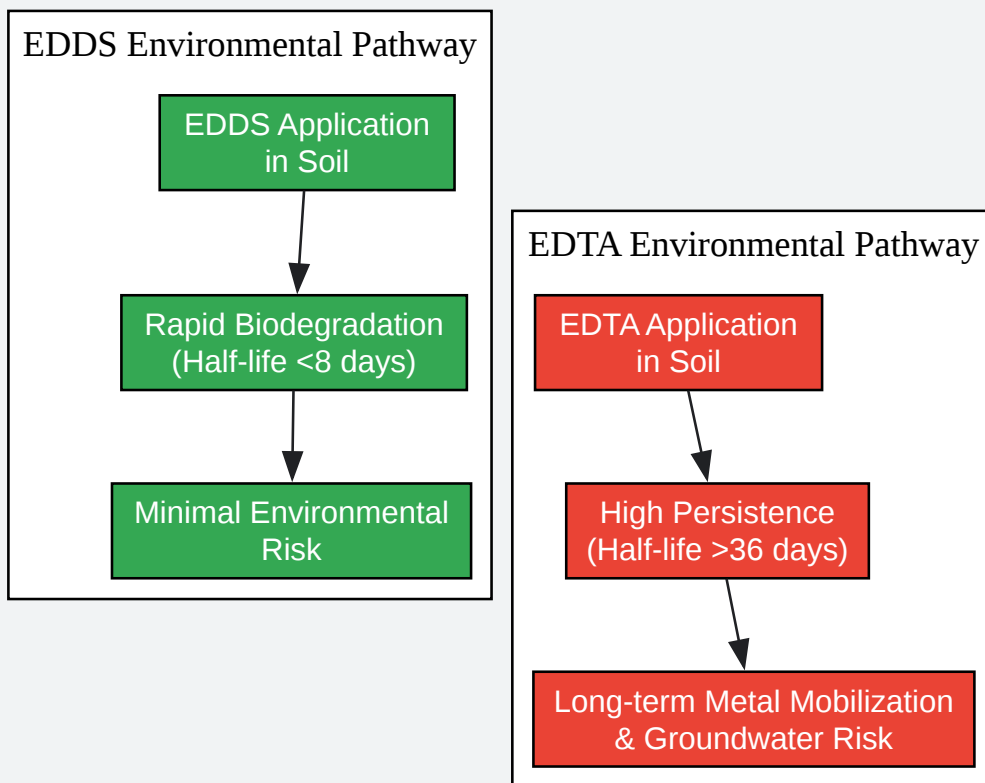 EDDS Environmental Pathway
EDDS Application
in Soil
Rapid Biodegradation
(Half-life <8 days)
Minimal Environmental
Risk
EDTA Environmental Pathway
EDTA Application
in Soil
High Persistence
(Half-life >36 days)
Long-term Metal Mobilization
& Groundwater Risk